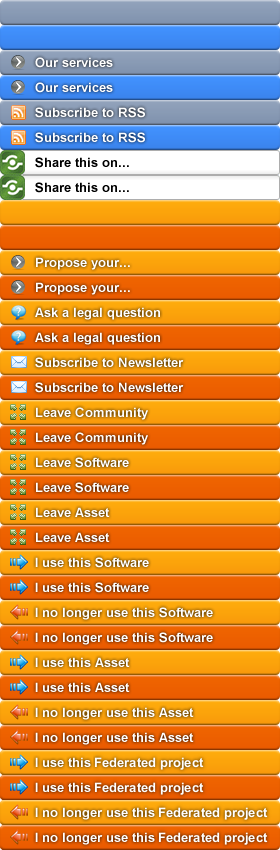 Our services
Our services
Subscribe to RSS
Subscribe to RSS
Share this on...
Share this on...
Propose your...
Propose your...
Ask a legal question
Ask a legal question
Subscribe to Newsletter
Subscribe to Newsletter
Leave Community
Leave Community
Leave Software
Leave Software
Leave Asset
Leave Asset
I use this Software
I use this Software
I no longer use this Software
I no longer use this Software
I use this Asset
I use this Asset
I no longer use this Asset
I no longer use this Asset
I use this Federated project
I use this Federated project
I no longer use this Federated project
I no longer use this Federated project